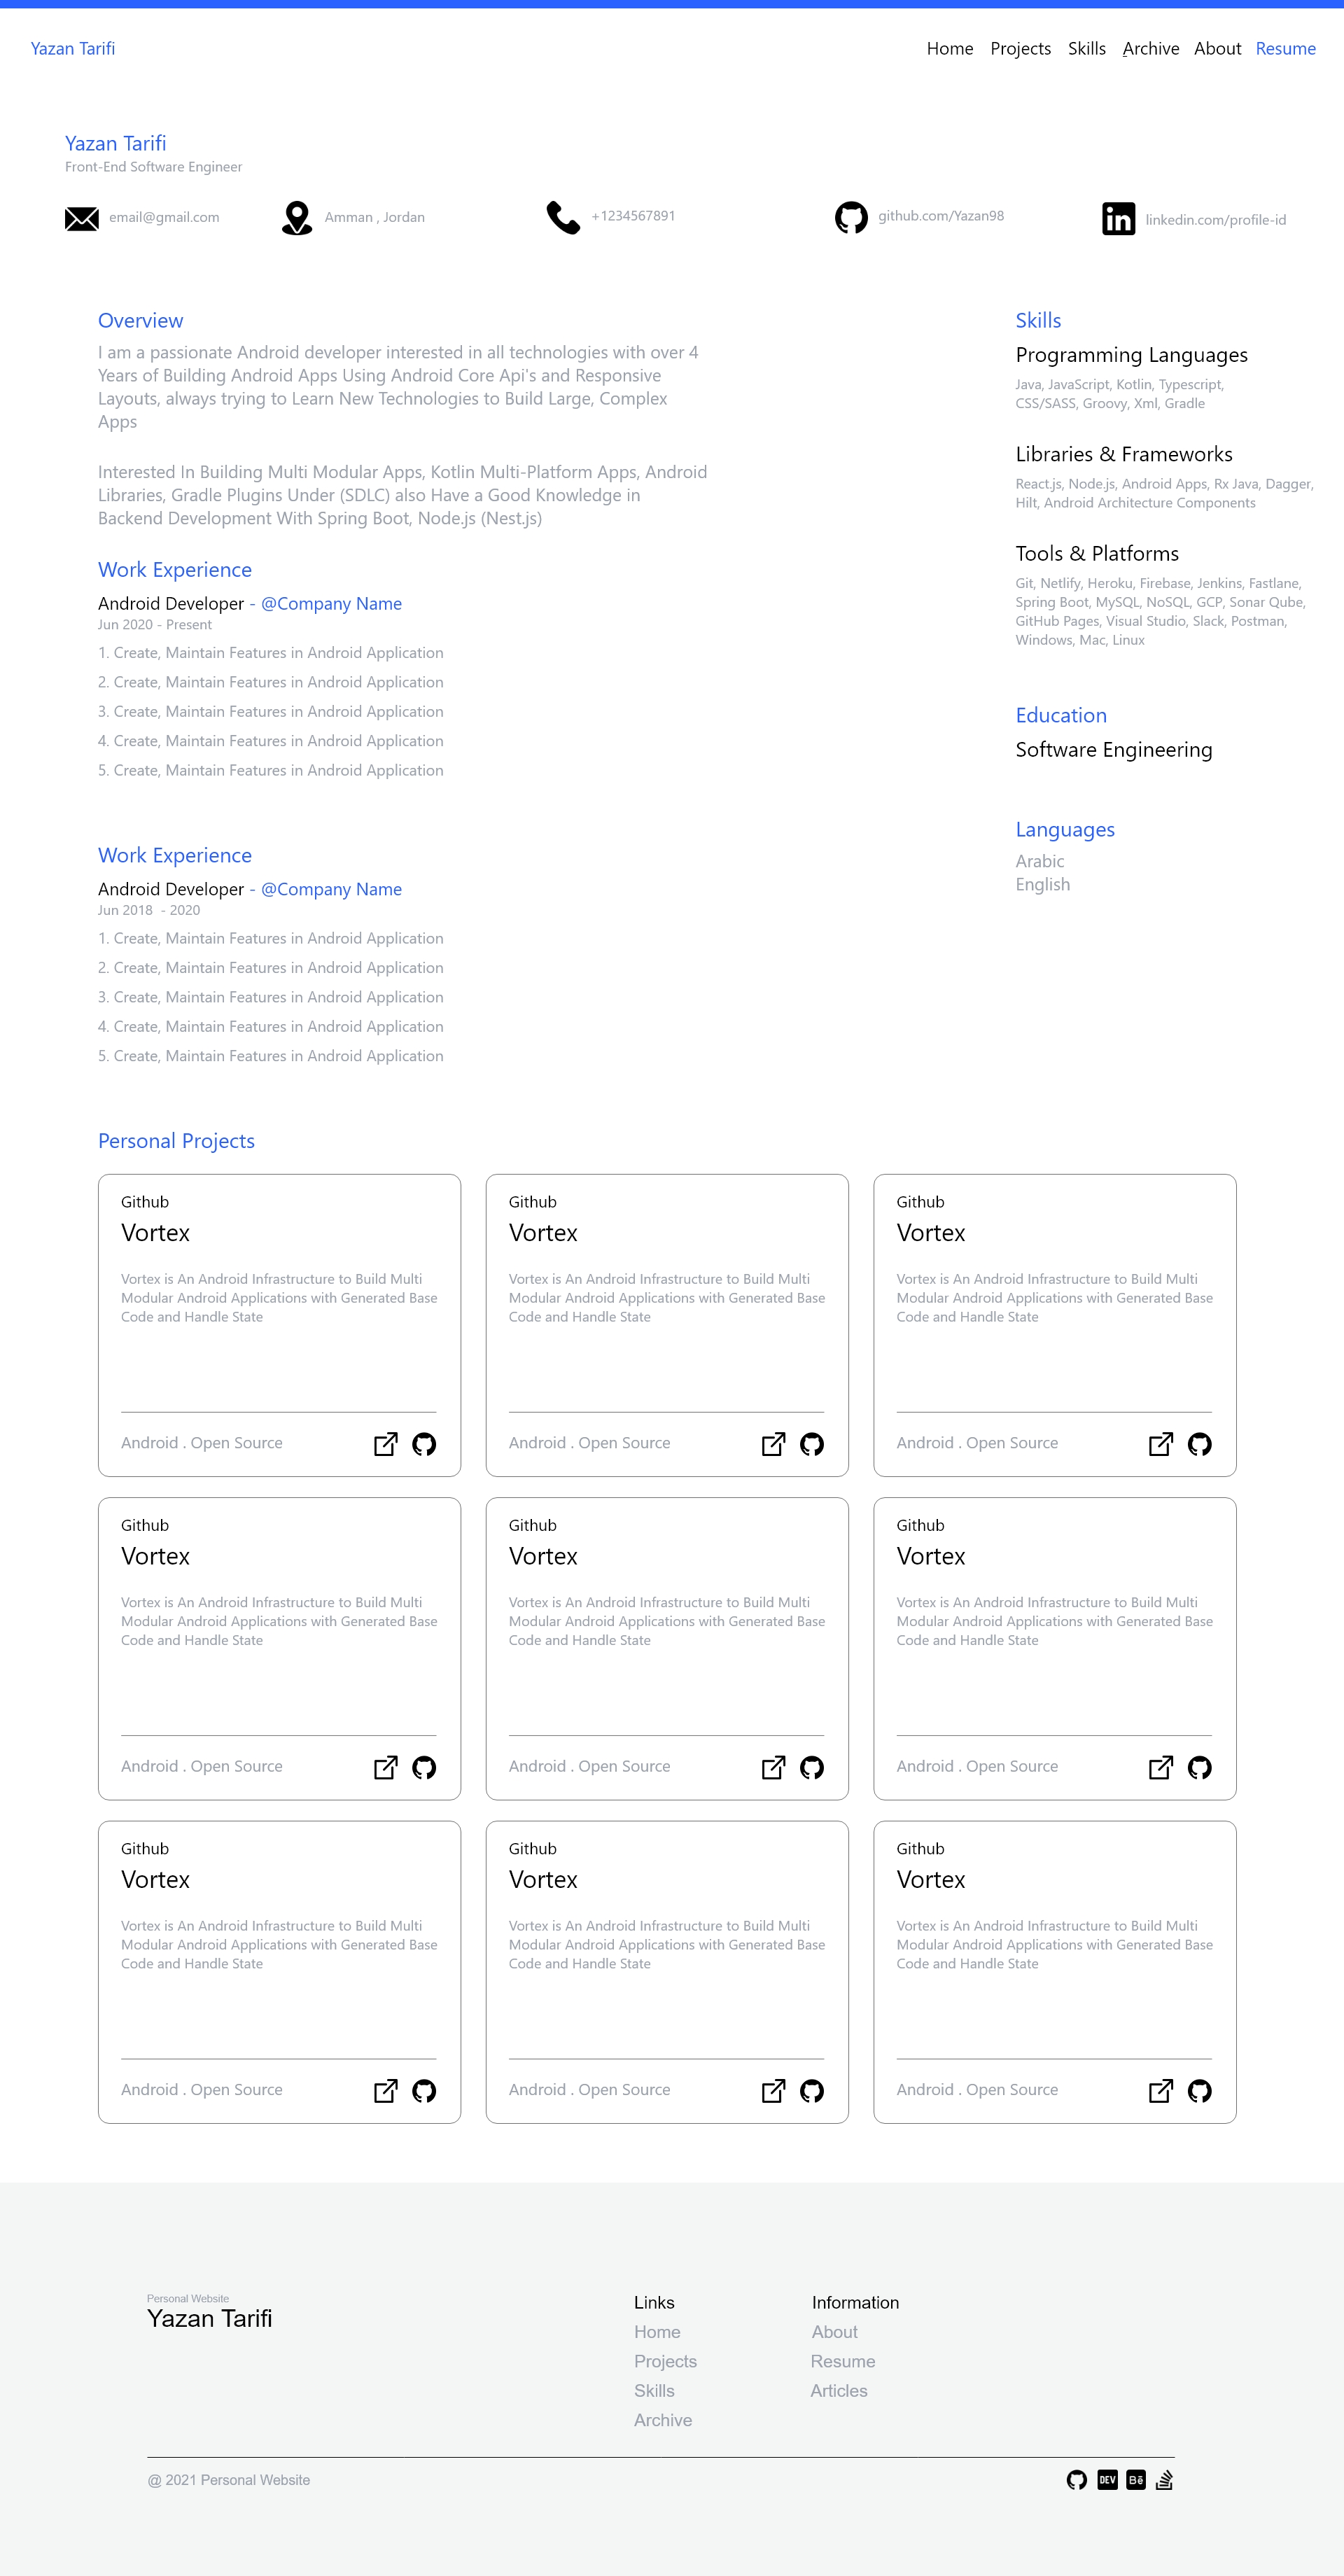 Yazan Tarifi
Home Projects Skills Archive About Resume
Yazan Tarifi
Front-End Software Engineer
email@gmail.com
Amman , Jordan
+1234567891
github.com/Yazan98
linkedin.com/profile-id
Overview
I am a passionate Android developer interested in all technologies with over 4
Years of Building Android Apps Using Android Core Api's and Responsive
Layouts, always trying to Learn New Technologies to Build Large, Complex
Apps
Interested In Building Multi Modular Apps, Kotlin Multi-Platform Apps, Android
Libraries, Gradle Plugins Under (SDLC) also Have a Good Knowledge in
Backend Development With Spring Boot, Node.js (Nest.js)
Work Experience
Android Developer - @Company Name
Jun 2020 - Present
1. Create, Maintain Features in Android Application
2. Create, Maintain Features in Android Application
3. Create, Maintain Features in Android Application
4. Create, Maintain Features in Android Application
5. Create, Maintain Features in Android Application
Work Experience
Android Developer - @Company Name
Jun 2018 - 2020
1. Create, Maintain Features in Android Application
2. Create, Maintain Features in Android Application
3. Create, Maintain Features in Android Application
4. Create, Maintain Features in Android Application
5. Create, Maintain Features in Android Application
Skills
Programming Languages
Java, JavaScript, Kotlin, Typescript,
CSS/SASS, Groovy, Xml, Gradle
Libraries & Frameworks
React.js, Node.js, Android Apps, Rx Java, Dagger,
Hilt, Android Architecture Components
Tools & Platforms
Git, Netlify, Heroku, Firebase, Jenkins, Fastlane,
Spring Boot, MySQL, NoSQL, GCP, Sonar Qube,
GitHub Pages, Visual Studio, Slack, Postman,
Windows, Mac, Linux
Education
Software Engineering
Languages
Arabic
English
Personal Projects
Github
Vortex
Vortex is An Android Infrastructure to Build Multi
Modular Android Applications with Generated Base
Code and Handle State
Android . Open Source
Github
Vortex
Vortex is An Android Infrastructure to Build Multi
Modular Android Applications with Generated Base
Code and Handle State
Android . Open Source
Github
Vortex
Vortex is An Android Infrastructure to Build Multi
Modular Android Applications with Generated Base
Code and Handle State
Android . Open Source
Github
Vortex
Vortex is An Android Infrastructure to Build Multi
Modular Android Applications with Generated Base
Code and Handle State
Android . Open Source
Github
Vortex
Vortex is An Android Infrastructure to Build Multi
Modular Android Applications with Generated Base
Code and Handle State
Android . Open Source
Github
Vortex
Vortex is An Android Infrastructure to Build Multi
Modular Android Applications with Generated Base
Code and Handle State
Android . Open Source
Github
Vortex
Vortex is An Android Infrastructure to Build Multi
Modular Android Applications with Generated Base
Code and Handle State
Android . Open Source
Github
Vortex
Vortex is An Android Infrastructure to Build Multi
Modular Android Applications with Generated Base
Code and Handle State
Android . Open Source
Github
Vortex
Vortex is An Android Infrastructure to Build Multi
Modular Android Applications with Generated Base
Code and Handle State
Android . Open Source
Personal Website
Yazan Tarifi
Links
Home
Projects
Skills
Archive
Information
About
Resume
Articles
@ 2021 Personal Website
DEV
Bē